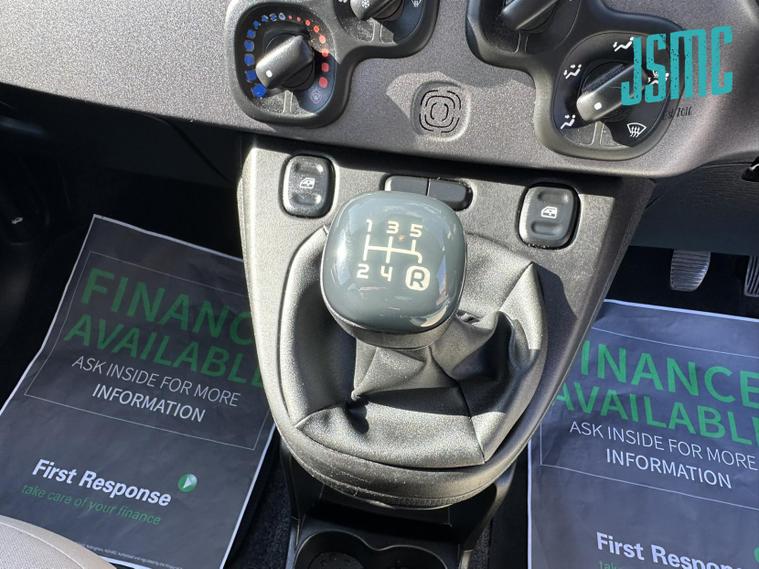 JSMC
1 3 5
2 4 R
FINANCE
AVAILABLE
ASK INSIDE FOR MORE
INFORMATION
First Response
take care of your finance
FINANCE
AVAILABLE
ASK INSIDE FOR MORE
INFORMATION
First Response